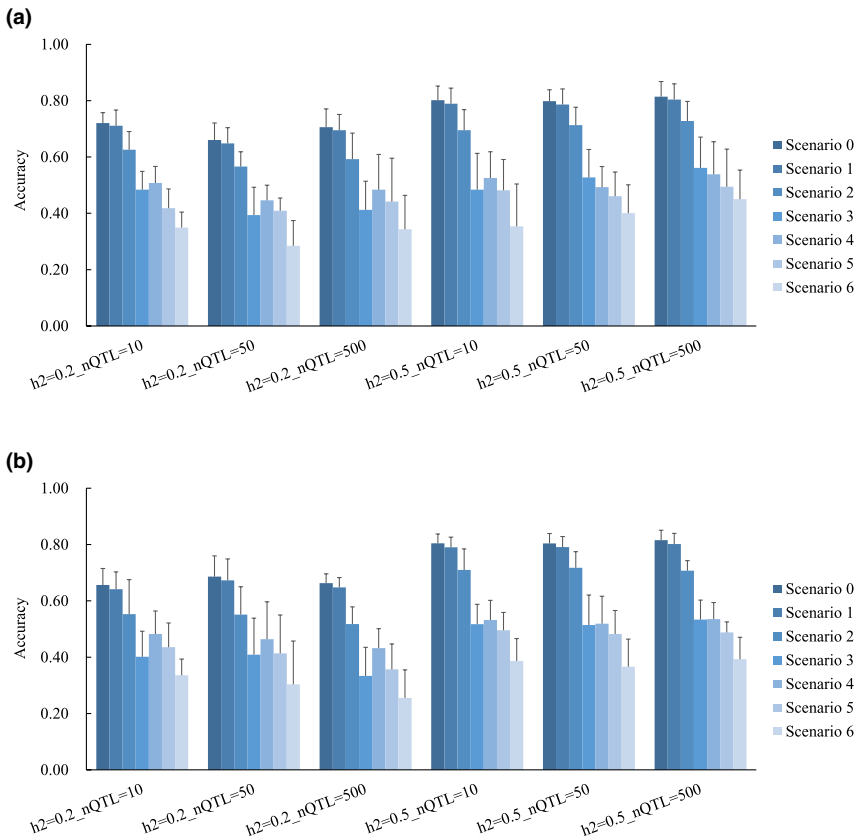 (a)
1.00
0.80
0.60
0.40
0.20
0.00
Accuracy
h2=0.2_nQTL=10
h2=0.2_nQTL=50
h2=0.2_nQTL=500
h2=0.5_nQTL=10
h2=0.5_nQTL=50
h2=0.5_nQTL=500
Scenario 0
Scenario 1
Scenario 2
Scenario 3
Scenario 4
Scenario 5
Scenario 6
(b)
1.00
0.80
0.60
0.40
0.20
0.00
Accuracy
h2=0.2_nQTL=10
h2=0.2_nQTL=50
h2=0.2_nQTL=500
h2=0.5_nQTL=10
h2=0.5_nQTL=50
h2=0.5_nQTL=500
Scenario 0
Scenario 1
Scenario 2
Scenario 3
Scenario 4
Scenario 5
Scenario 6